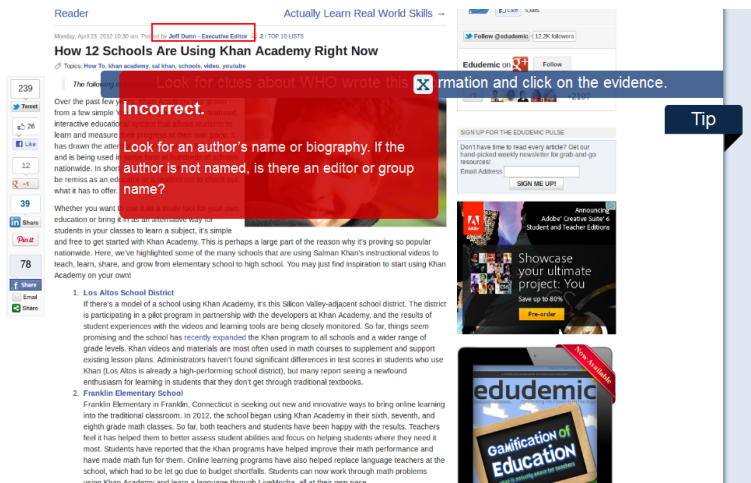 Reader
Actually Learn Real World Skills →
Monday, April 23, 2012 10:30 am, Posted by Jeff Dunn - Executive Editor 2 / TOP 10 LISTS
How 12 Schools Are Using Khan Academy Right Now
Topics: How To, khan academy, sal khan, schools, video, youtube
The following
Look for clues about WHO wrote this rmation and click on the evidence.
X
Tip
Incorrect.
Look for an author's name or biography. If the
author is not named, is there an editor or group
name?
Over the past few
from a few simple
interactive educational
learn and measure
has drawn the
and is being used
nationwide. In short,
be remiss as an
what it has to offer.
Whether you want
education or bring it
students in your classes to learn a subject, it's simple
and free to get started with Khan Academy. This is perhaps a large part of the reason why it's proving so popular
nationwide. Here, we've highlighted some of the many schools that are using Salman Khan's instructional videos to
teach, learn, share, and grow from elementary school to high school. You may just find inspiration to start using Khan
Academy on your own!
1. Los Altos School District
If there's a model of a school using Khan Academy, it's this Silicon Valley-adjacent school district. The district
is participating in a pilot program in partnership with the developers at Khan Academy, and the results of
student experiences with the videos and learning tools are being closely monitored. So far, things seem
promising and the school has recently expanded the Khan program to all schools and a wider range of
grade levels. Khan videos and materials are most often used in math courses to supplement and support
existing lesson plans. Administrators haven't found significant differences in test scores in students who use
Khan (Los Altos is already a high-performing school district), but many report seeing a newfound
enthusiasm for learning in students that they don't get through traditional textbooks.
2. Franklin Elementary School
Franklin Elementary in Franklin, Connecticut is seeking out new and innovative ways to bring online learning
into the traditional classroom. In 2012, the school began using Khan Academy in their sixth, seventh, and
eighth grade math classes. So far, both teachers and students have been happy with the results. Teachers
feel it has helped them to better assess student abilities and focus on helping students where they need it
most. Students have reported that the Khan programs have helped improve their math performance and
have made math fun for them. Online learning programs have also helped replace language teachers at the
school, which had to be let go due to budget shortfalls. Students can now work through math problems
using Khan Academy and learn a language through LiveMocha, all at their own pace.
239
Tweet
26
Like
12
+1
39
Share
Pin it
78
Share
Email
Share
Like
Follow @edudemic 12.2K followers
Edudemic on
Follow
SIGN UP FOR THE EDUDEMIC PULSE
Don't have time to read every article? Get our
hand-picked weekly newsletter for grab-and-go
resources!
Email Address
SIGN ME UP!
Adobe
Announcing
Adobe® Creative Suite® 6
Student and Teacher Editions
Showcase
your ultimate
project: You
Save up to 80%
Pre-order
Now Available
edudemic
Gamification of
Education